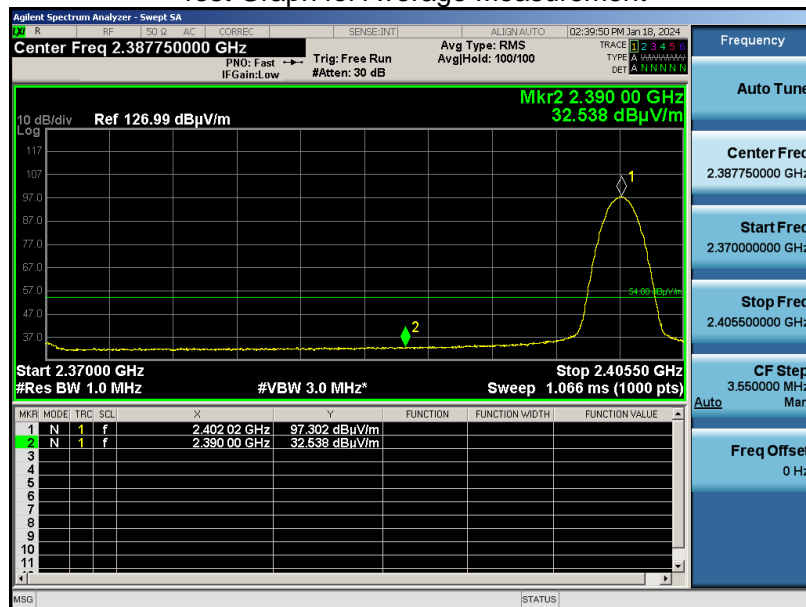 Test Graph for Average Measurement
Agilent Spectrum Analyzer - Swept SA
R RF 50 Ω AC CORREC SENSE:INT ALIGN AUTO 02:39:50 PM Jan 18, 2024
Center Freq 2.387750000 GHz
PNO: Fast
IFGain:Low
Trig: Free Run
#Atten: 30 dB
Avg Type: RMS
Avg|Hold: 100/100
TRACE 1 2 3 4 5 6
TYPE A
DET A N N N N N
Mkr2 2.390 00 GHz
32.538 dBµV/m
10 dB/div Ref 126.99 dBµV/m
Log
117
107
97.0
87.0
77.0
67.0
57.0
47.0
37.0
1
2
54.00 dBµV/m
Start 2.37000 GHz Stop 2.40550 GHz
#Res BW 1.0 MHz #VBW 3.0 MHz* Sweep 1.066 ms (1000 pts)
MKR MODE TRC SCL X Y FUNCTION FUNCTION WIDTH FUNCTION VALUE
1 N 1 f 2.402 02 GHz 97.302 dBµV/m
2 N 1 f 2.390 00 GHz 32.538 dBµV/m
3
4
5
6
7
8
9
10
11
MSG STATUS
Frequency
Auto Tune
Center Freq
2.387750000 GHz
Start Freq
2.370000000 GHz
Stop Freq
2.405500000 GHz
CF Step
3.550000 MHz
Auto Man
Freq Offset
0 Hz